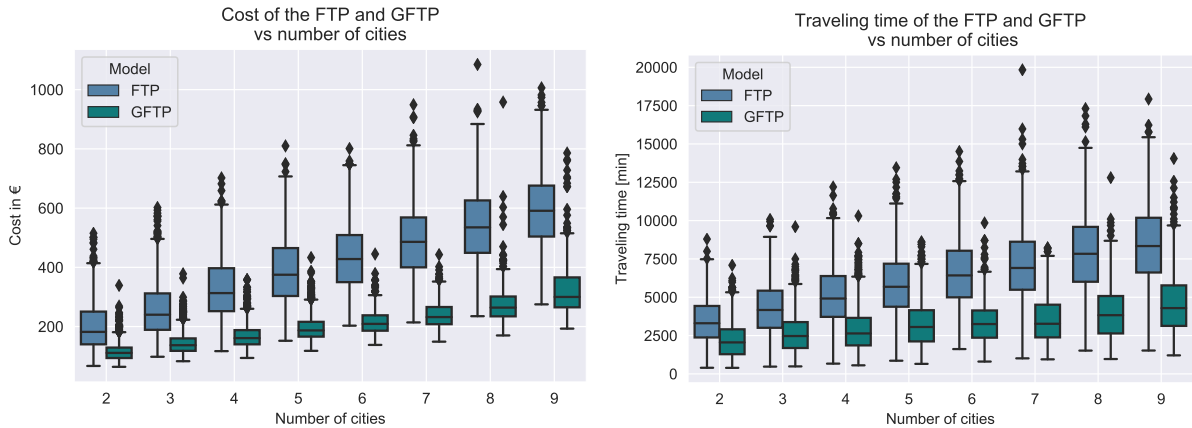 Cost of the FTP and GFTP
vs number of cities
Model
FTP
GFTP
1000
800
600
400
200
Cost in €
2 3 4 5 6 7 8 9
Number of cities
Traveling time of the FTP and GFTP
vs number of cities
Model
FTP
GFTP
20000
17500
15000
12500
10000
7500
5000
2500
0
Traveling time [min]
2 3 4 5 6 7 8 9
Number of cities